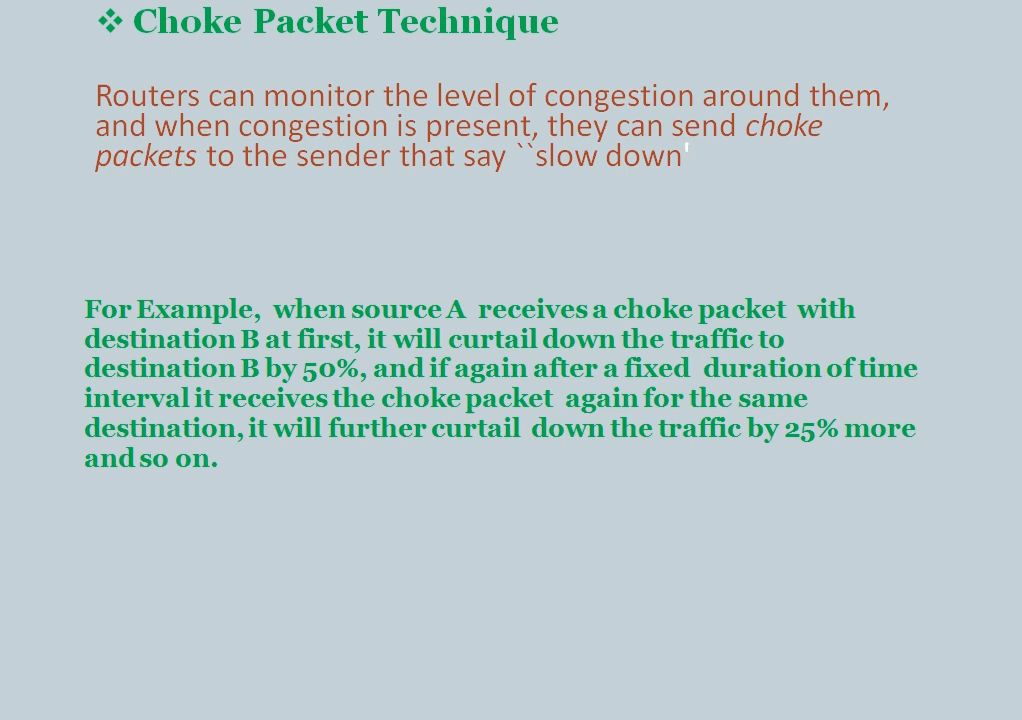 ❖ Choke Packet Technique
Routers can monitor the level of congestion around them,
and when congestion is present, they can send choke
packets to the sender that say ``slow down'
For Example,  when source A  receives a choke packet  with
destination B at first, it will curtail down the traffic to
destination B by 50%, and if again after a fixed  duration of time
interval it receives the choke packet  again for the same
destination, it will further curtail  down the traffic by 25% more
and so on.